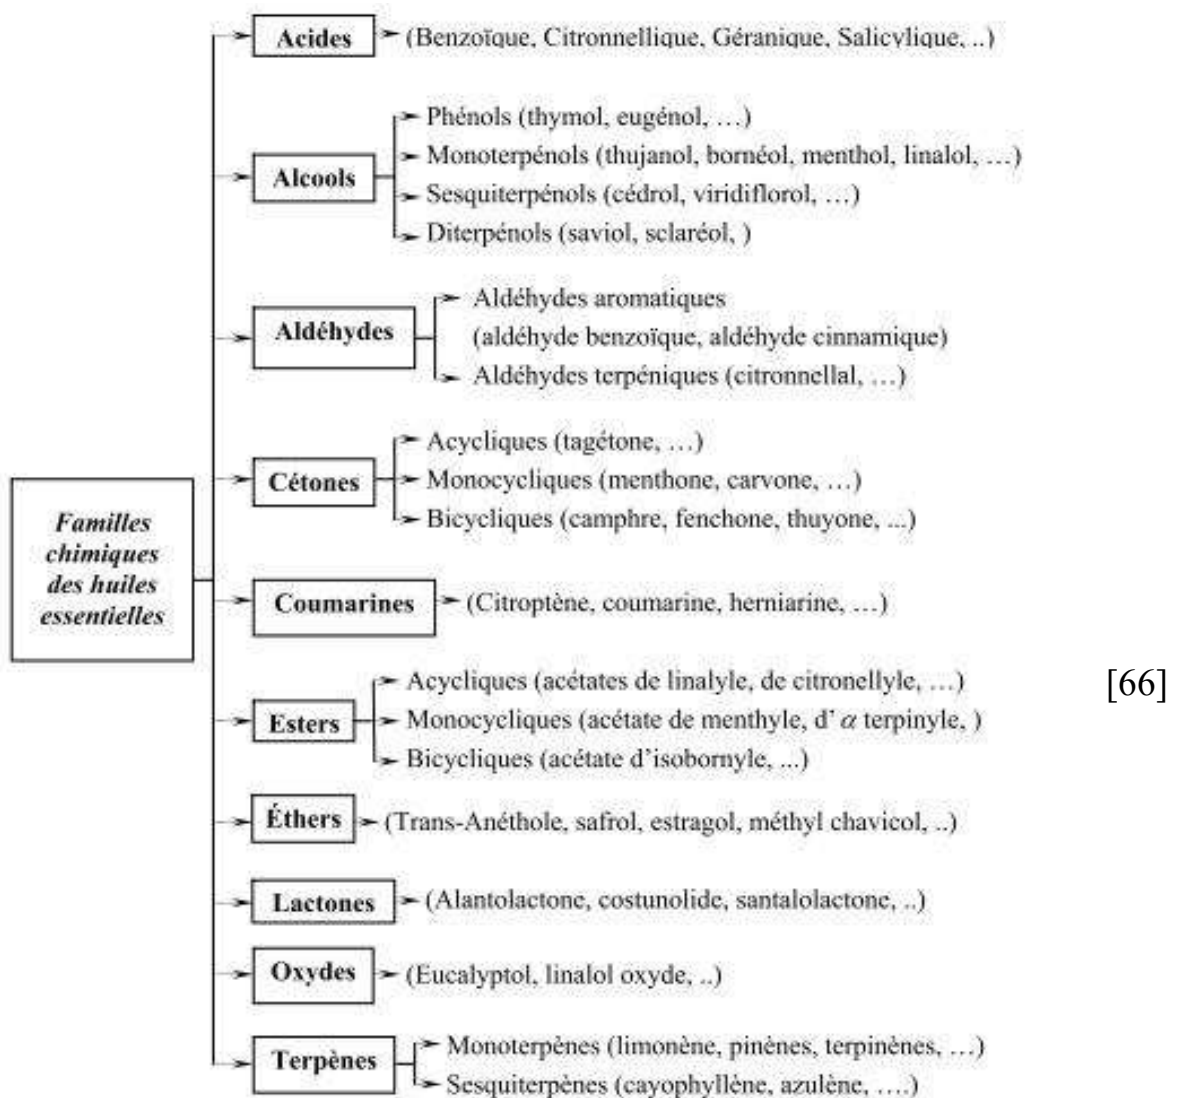 Acides (Benzoïque, Citronnellique, Géranique, Salicylique, ..)
Phénols (thymol, eugénol, …)
Monoterpénols (thujanol, bornéol, menthol, linalol, …)
Alcools
Sesquiterpénols (cédrol, viridiflorol, …)
Diterpénols (saviol, sclaréol, )
Aldéhydes aromatiques
Aldéhydes (aldéhyde benzoïque, aldéhyde cinnamique)
Aldéhydes terpéniques (citronnellal, …)
Acycliques (tagétone, …)
Cétones Monocycliques (menthone, carvone, …)
Bicycliques (camphre, fenchone, thuyone, ...)
Familles
chimiques
des huiles
essentielles
Coumarines (Citroptène, coumarine, herniarine, …)
Acycliques (acétates de linalyle, de citronellyle, …)
[66]
Esters Monocycliques (acétate de menthyle, d' α terpinyle, )
Bicycliques (acétate d'isobornyle, ...)
Éthers (Trans-Anéthole, safrol, estragol, méthyl chavicol, ..)
Lactones (Alantolactone, costunolide, santalolactone, ..)
Oxydes (Eucalyptol, linalol oxyde, ..)
Terpènes Monoterpènes (limonène, pinènes, terpinènes, …)
Sesquiterpènes (cayophyllène, azulène, ….)